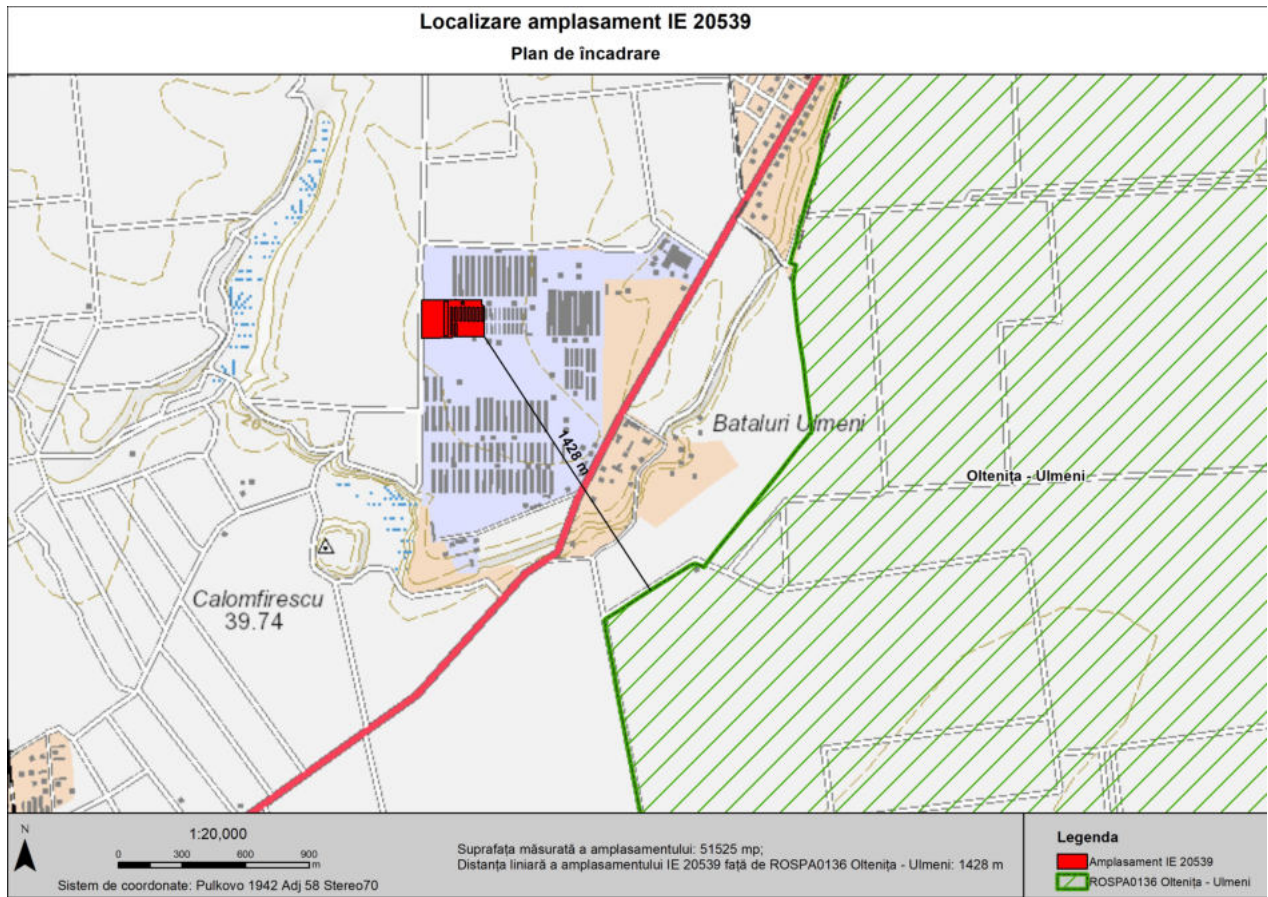 Localizare amplasament IE 20539
Plan de încadrare
Bataluri Ulmeni
1428 m
Oltenița - Ulmeni
Calomfirescu
39.74
N
1:20,000
0 300 600 900
m
Sistem de coordonate: Pulkovo 1942 Adj 58 Stereo70
Suprafața măsurată a amplasamentului: 51525 mp;
Distanța liniară a amplasamentului IE 20539 față de ROSPA0136 Oltenița - Ulmeni: 1428 m
Legenda
Amplasament IE 20539
ROSPA0136 Oltenița - Ulmeni